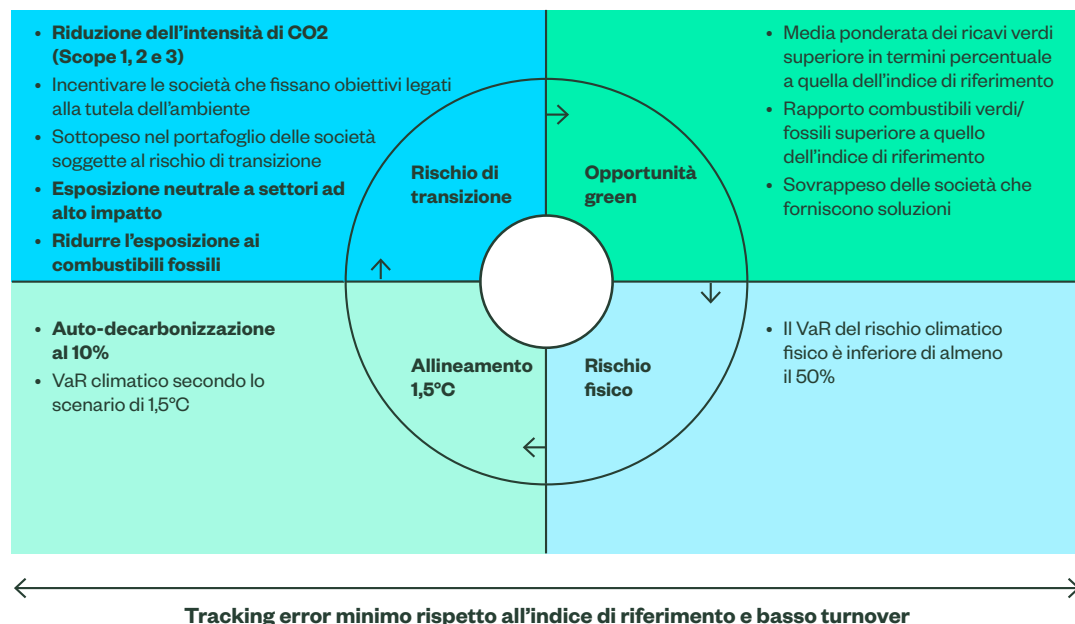 • Riduzione dell’intensità di CO2
(Scope 1, 2 e 3)
• Incentivare le società che fissano obiettivi legati
alla tutela dell’ambiente
• Sottopeso nel portafoglio delle società
soggette al rischio di transizione
• Esposizione neutrale a settori ad
alto impatto
• Ridurre l’esposizione ai
combustibili fossili
Rischio di
transizione
Opportunità
green
• Media ponderata dei ricavi verdi
superiore in termini percentuale
a quella dell’indice di riferimento
• Rapporto combustibili verdi/
fossili superiore a quello
dell’indice di riferimento
• Sovrappeso delle società che
forniscono soluzioni
• Auto-decarbonizzazione
al 10%
• VaR climatico secondo lo
scenario di 1,5°C
Allineamento
1,5°C
Rischio
fisico
• Il VaR del rischio climatico
fisico è inferiore di almeno
il 50%
Tracking error minimo rispetto all’indice di riferimento e basso turnover